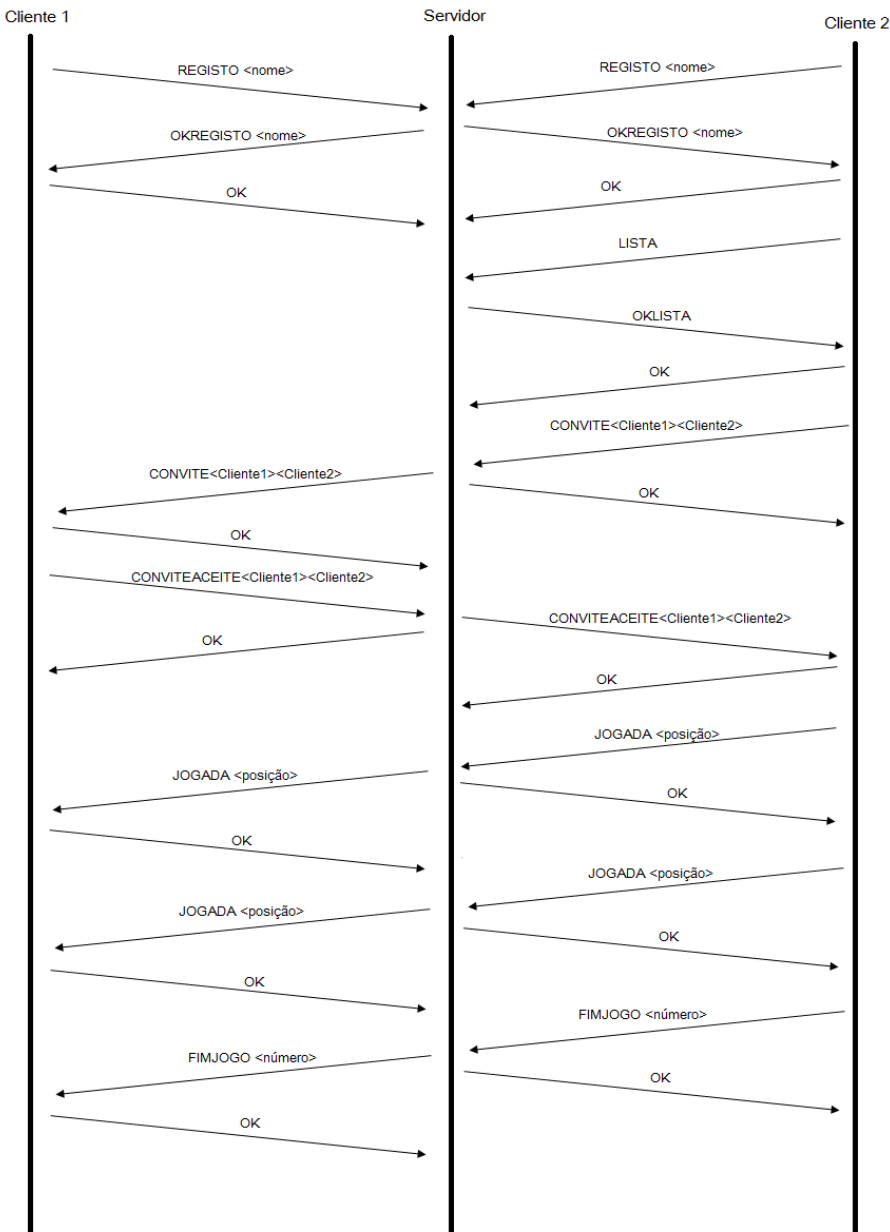 Cliente 1
Servidor
Cliente 2
REGISTO <nome>
REGISTO <nome>
OKREGISTO <nome>
OKREGISTO <nome>
OK
OK
LISTA
OKLISTA
OK
CONVITE<Cliente1><Cliente2>
CONVITE<Cliente1><Cliente2>
OK
OK
CONVITEACEITE<Cliente1><Cliente2>
CONVITEACEITE<Cliente1><Cliente2>
OK
OK
JOGADA <posição>
JOGADA <posição>
OK
OK
JOGADA <posição>
JOGADA <posição>
OK
OK
FIMJOGO <número>
FIMJOGO <número>
OK
OK